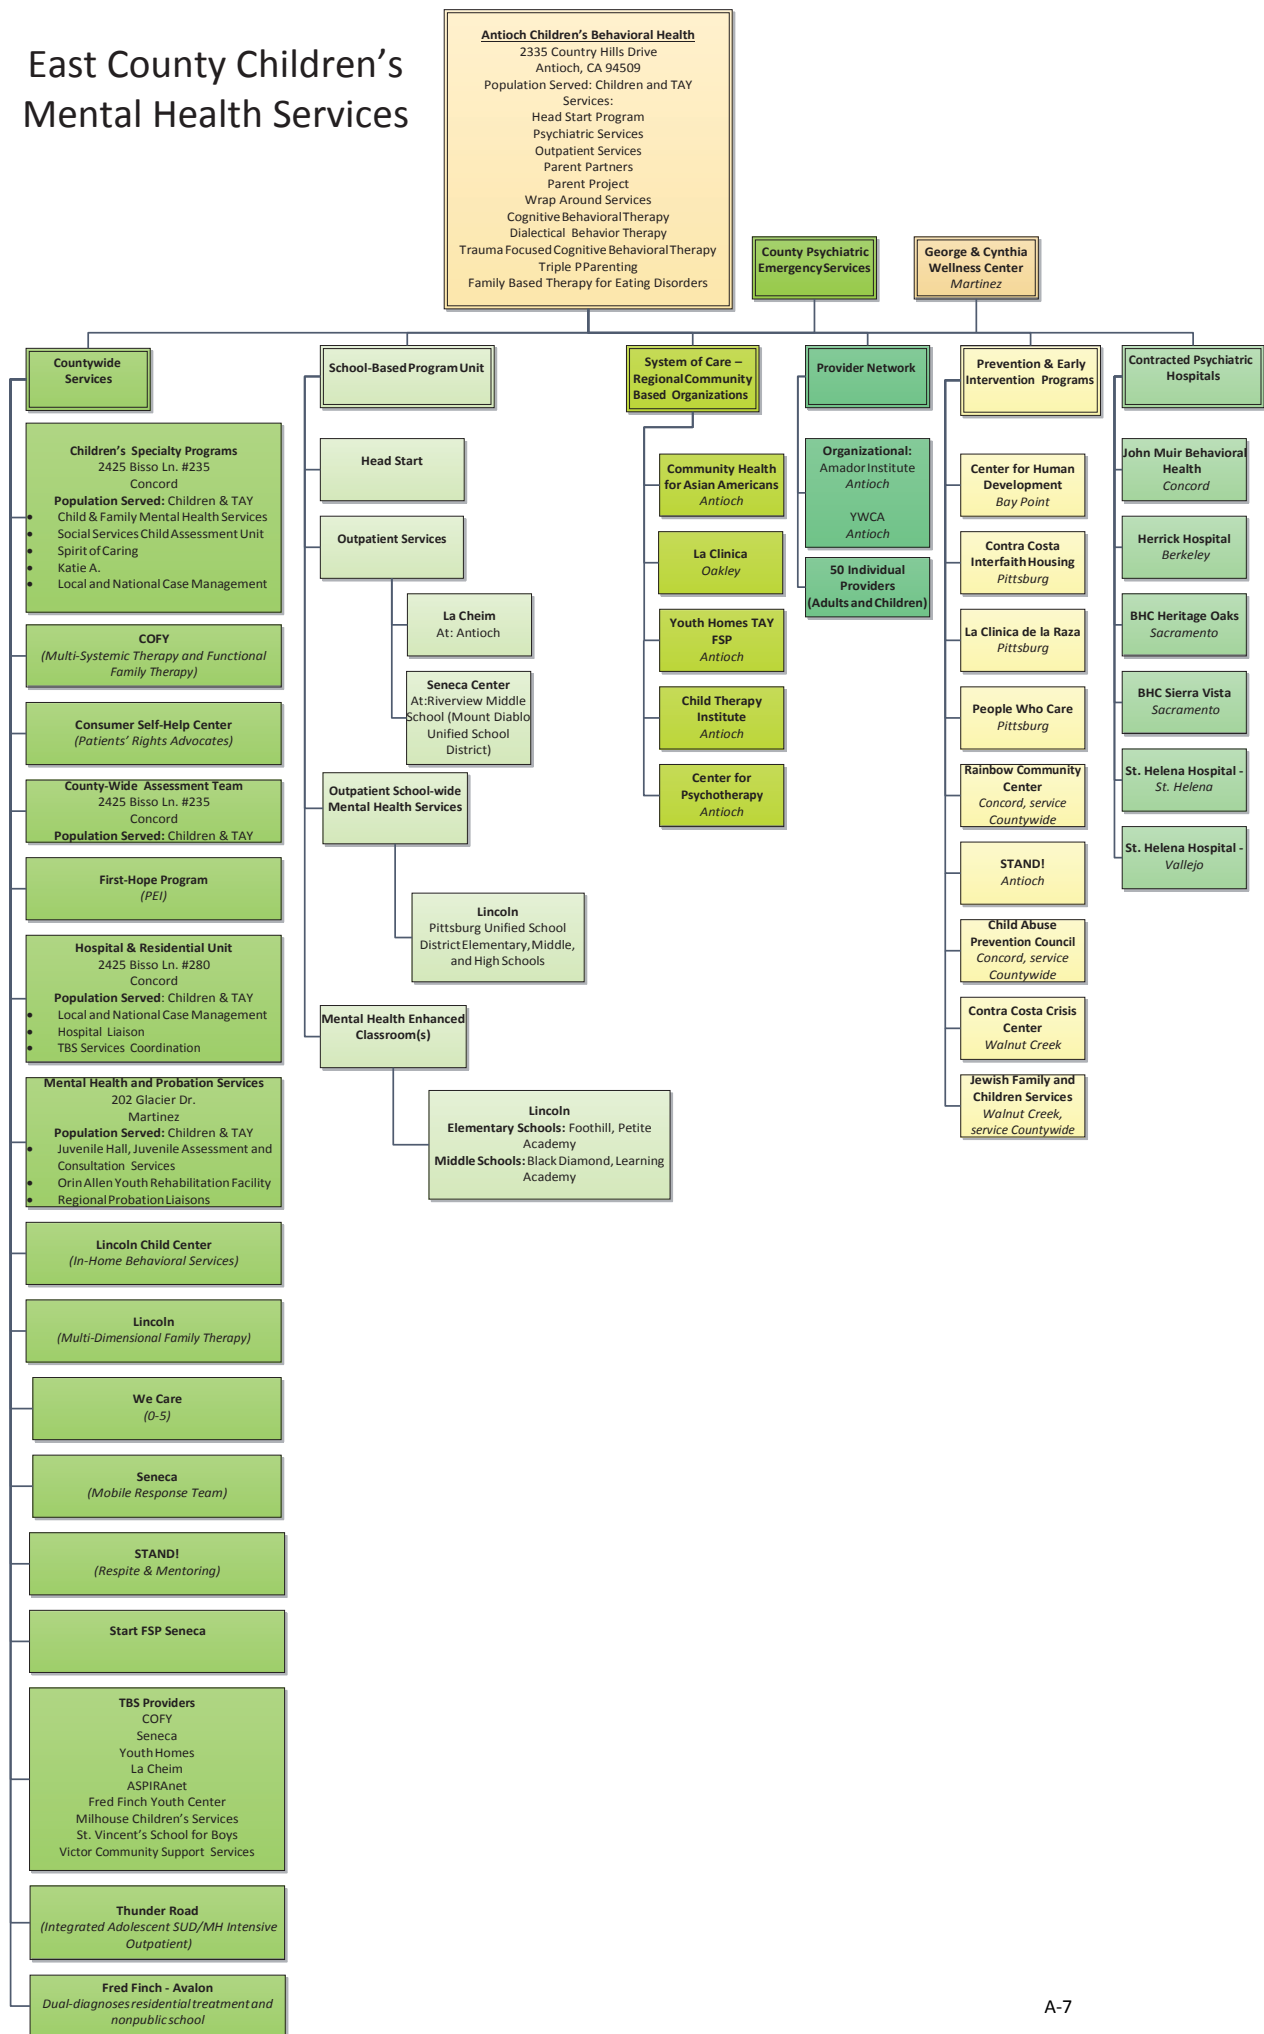 East County Children's
Mental Health Services
Antioch Children's Behavioral Health
2335 Country Hills Drive
Antioch, CA 94509
Population Served: Children and TAY
Services:
Head Start Program
Psychiatric Services
Outpatient Services
Parent Partners
Parent Project
Wrap Around Services
Cognitive Behavioral Therapy
Dialectical Behavior Therapy
Trauma Focused Cognitive Behavioral Therapy
Triple P Parenting
Family Based Therapy for Eating Disorders
County Psychiatric
Emergency Services
George & Cynthia
Wellness Center
Martinez
Countywide
Services
Children's Specialty Programs
2425 Bisso Ln. #235
Concord
Population Served: Children & TAY
• Child & Family Mental Health Services
• Social Services Child Assessment Unit
• Spirit of Caring
• Katie A.
• Local and National Case Management
COFY
(Multi-Systemic Therapy and Functional
Family Therapy)
Consumer Self-Help Center
(Patients' Rights Advocates)
County-Wide Assessment Team
2425 Bisso Ln. #235
Concord
Population Served: Children & TAY
First-Hope Program
(PEI)
Hospital & Residential Unit
2425 Bisso Ln. #280
Concord
Population Served: Children & TAY
• Local and National Case Management
• Hospital Liaison
• TBS Services Coordination
Mental Health and Probation Services
202 Glacier Dr.
Martinez
Population Served: Children & TAY
• Juvenile Hall, Juvenile Assessment and
Consultation Services
• Orin Allen Youth Rehabilitation Facility
• Regional Probation Liaisons
Lincoln Child Center
(In-Home Behavioral Services)
Lincoln
(Multi-Dimensional Family Therapy)
We Care
(0-5)
Seneca
(Mobile Response Team)
STAND!
(Respite & Mentoring)
Start FSP Seneca
TBS Providers
COFY
Seneca
Youth Homes
La Cheim
ASPIRAnet
Fred Finch Youth Center
Milhouse Children's Services
St. Vincent's School for Boys
Victor Community Support Services
Thunder Road
(Integrated Adolescent SUD/MH Intensive
Outpatient)
Fred Finch - Avalon
Dual-diagnoses residential treatment and
nonpublic school
School-Based Program Unit
Head Start
Outpatient Services
La Cheim
At: Antioch
Seneca Center
At:Riverview Middle
School (Mount Diablo
Unified School
District)
Outpatient School-wide
Mental Health Services
Lincoln
Pittsburg Unified School
District Elementary, Middle,
and High Schools
Mental Health Enhanced
Classroom(s)
Lincoln
Elementary Schools: Foothill, Petite
Academy
Middle Schools: Black Diamond, Learning
Academy
System of Care –
Regional Community
Based Organizations
Community Health
for Asian Americans
Antioch
La Clinica
Oakley
Youth Homes TAY
FSP
Antioch
Child Therapy
Institute
Antioch
Center for
Psychotherapy
Antioch
Provider Network
Organizational:
Amador Institute
Antioch
YWCA
Antioch
50 Individual
Providers
(Adults and Children)
Prevention & Early
Intervention Programs
Center for Human
Development
Bay Point
Contra Costa
Interfaith Housing
Pittsburg
La Clinica de la Raza
Pittsburg
People Who Care
Pittsburg
Rainbow Community
Center
Concord, service
Countywide
STAND!
Antioch
Child Abuse
Prevention Council
Concord, service
Countywide
Contra Costa Crisis
Center
Walnut Creek
Jewish Family and
Children Services
Walnut Creek,
service Countywide
Contracted Psychiatric
Hospitals
John Muir Behavioral
Health
Concord
Herrick Hospital
Berkeley
BHC Heritage Oaks
Sacramento
BHC Sierra Vista
Sacramento
St. Helena Hospital -
St. Helena
St. Helena Hospital -
Vallejo
A-7